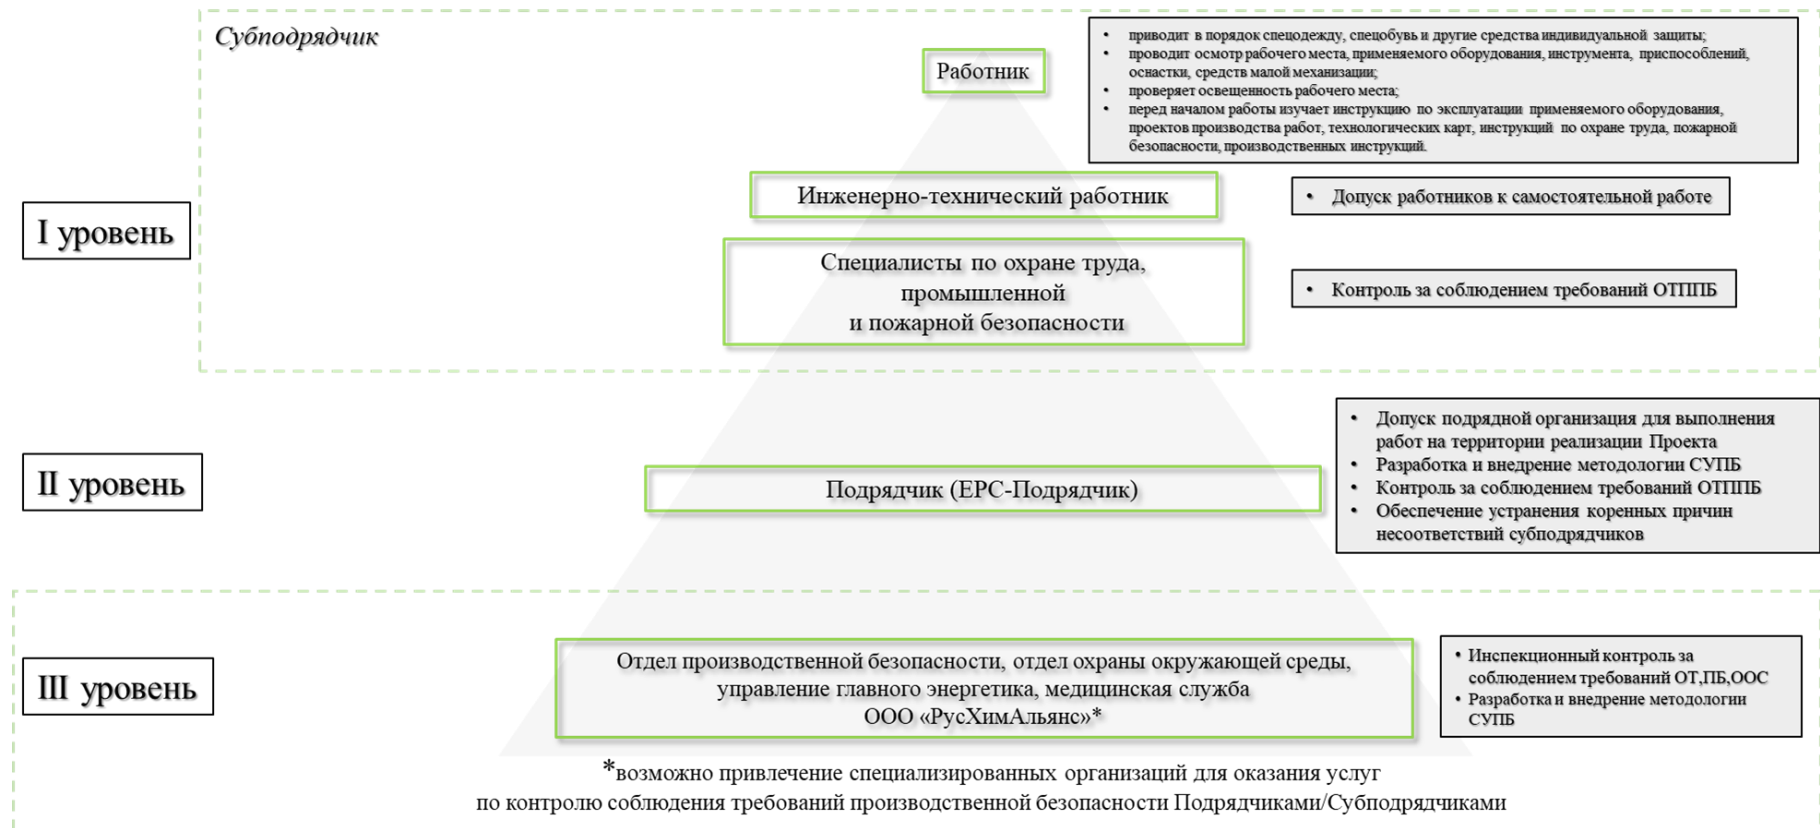 Субподрядчик
Работник
• приводит в порядок спецодежду, спецобувь и другие средства индивидуальной защиты;
• проводит осмотр рабочего места, применяемого оборудования, инструмента, приспособлений,
оснастки, средств малой механизации;
• проверяет освещенность рабочего места;
• перед началом работы изучает инструкцию по эксплуатации применяемого оборудования,
проектов производства работ, технологических карт, инструкций по охране труда, пожарной
безопасности, производственных инструкций.
I уровень
Инженерно-технический работник
• Допуск работников к самостоятельной работе
Специалисты по охране труда,
промышленной
и пожарной безопасности
• Контроль за соблюдением требований ОТППБ
II уровень
Подрядчик (ЕРС-Подрядчик)
• Допуск подрядной организация для выполнения
работ на территории реализации Проекта
• Разработка и внедрение методологии СУПБ
• Контроль за соблюдением требований ОТППБ
• Обеспечение устранения коренных причин
несоответствий субподрядчиков
III уровень
Отдел производственной безопасности, отдел охраны окружающей среды,
управление главного энергетика, медицинская служба
ООО «РусХимАльянс»*
• Инспекционный контроль за
соблюдением требований ОТ,ПБ,ООС
• Разработка и внедрение методологии
СУПБ
*возможно привлечение специализированных организаций для оказания услуг
по контролю соблюдения требований производственной безопасности Подрядчиками/Субподрядчиками